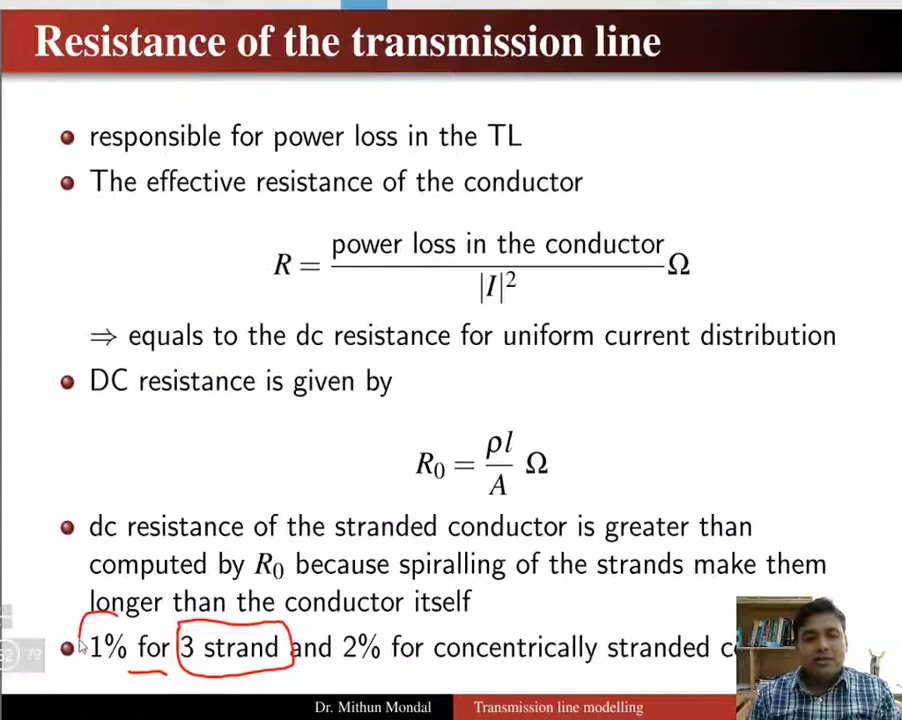 Resistance of the transmission line
responsible for power loss in the TL
The effective resistance of the conductor
R = power loss in the conductor / |I|² Ω
⇒ equals to the dc resistance for uniform current distribution
DC resistance is given by
R₀ = ρl / A Ω
dc resistance of the stranded conductor is greater than
computed by R₀ because spiralling of the strands make them
longer than the conductor itself
1% for 3 strand and 2% for concentrically stranded
Dr. Mithun Mondal Transmission line modelling